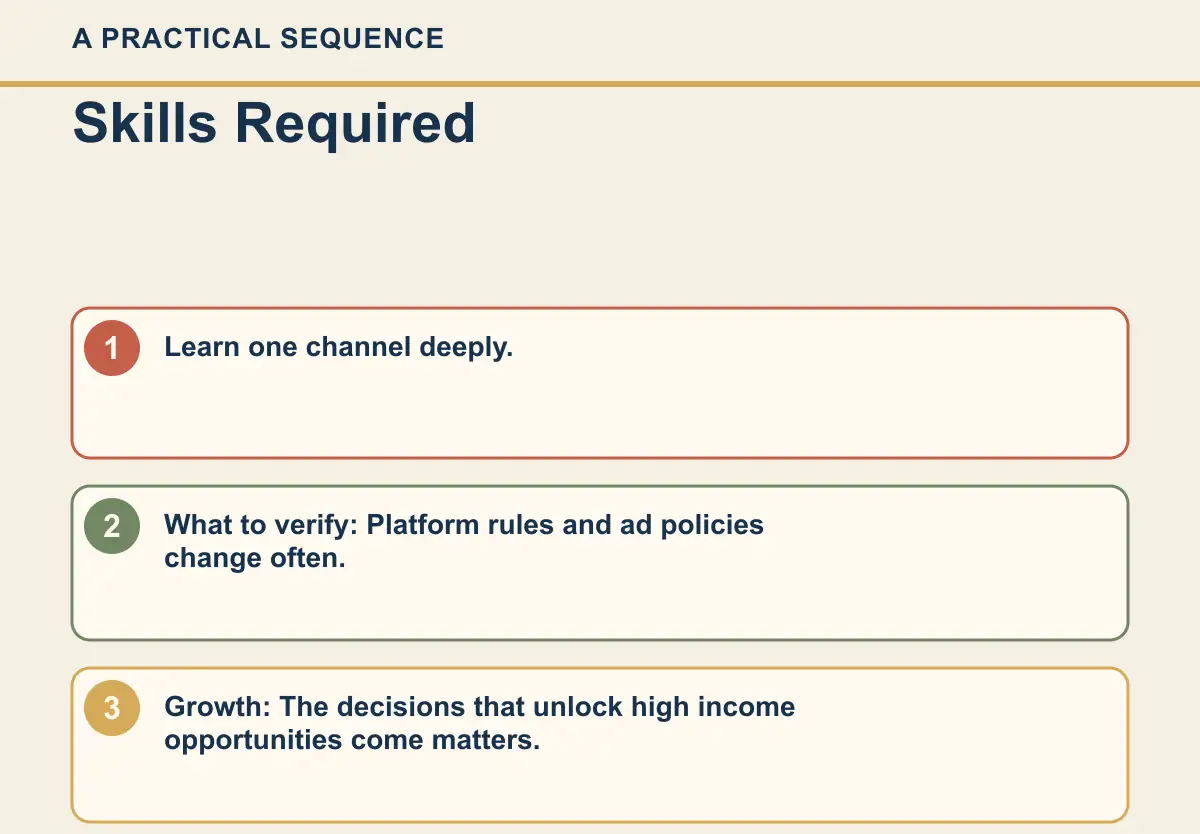 A PRACTICAL SEQUENCE
Skills Required
1
Learn one channel deeply.
2
What to verify: Platform rules and ad policies
change often.
3
Growth: The decisions that unlock high income
opportunities come matters.